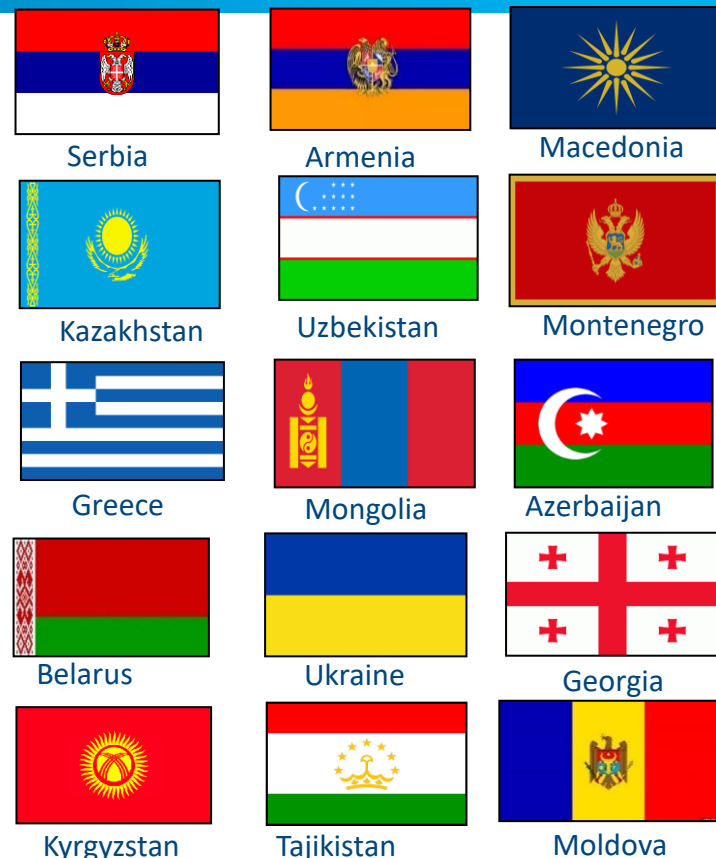 Serbia
Armenia
Macedonia
Kazakhstan
Uzbekistan
Montenegro
Greece
Mongolia
Azerbaijan
Belarus
Ukraine
Georgia
Kyrgyzstan
Tajikistan
Moldova